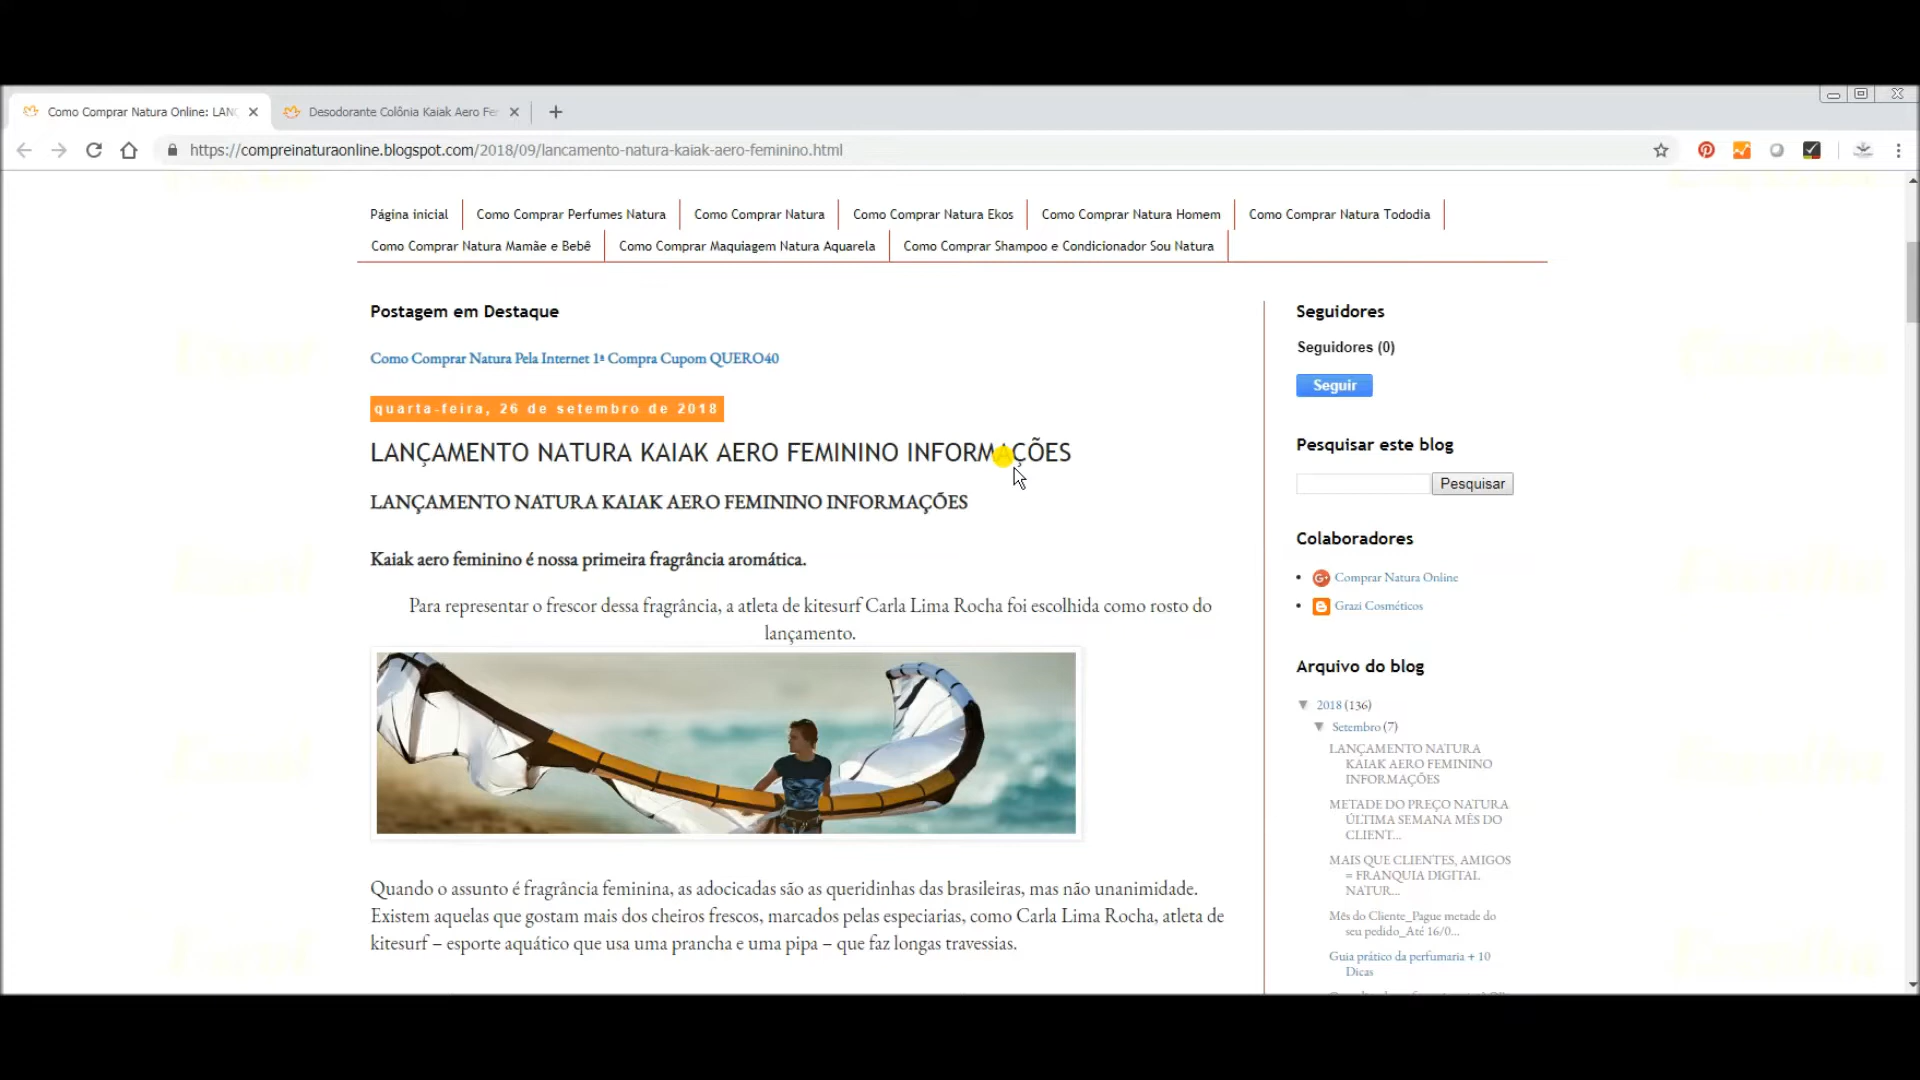 Como Comprar Natura Online: LANÇ
Desodorante Colônia Kaiak Aero Fe
https://compreinaturaonline.blogspot.com/2018/09/lancamento-natura-kaiak-aero-feminino.html
Página inicial
Como Comprar Perfumes Natura
Como Comprar Natura
Como Comprar Natura Ekos
Como Comprar Natura Homem
Como Comprar Natura Tododia
Como Comprar Natura Mamãe e Bebê
Como Comprar Maquiagem Natura Aquarela
Como Comprar Shampoo e Condicionador Sou Natura
Postagem em Destaque
Como Comprar Natura Pela Internet 1ª Compra Cupom QUERO40
quarta-feira, 26 de setembro de 2018
LANÇAMENTO NATURA KAIAK AERO FEMININO INFORMAÇÕES
LANÇAMENTO NATURA KAIAK AERO FEMININO INFORMAÇÕES
Kaiak aero feminino é nossa primeira fragrância aromática.
Para representar o frescor dessa fragrância, a atleta de kitesurf Carla Lima Rocha foi escolhida como rosto do
lançamento.
Quando o assunto é fragrância feminina, as adocicadas são as queridinhas das brasileiras, mas não unanimidade.
Existem aquelas que gostam mais dos cheiros frescos, marcados pelas especiarias, como Carla Lima Rocha, atleta de
kitesurf – esporte aquático que usa uma prancha e uma pipa – que faz longas travessias.
Seguidores
Seguidores (0)
Seguir
Pesquisar este blog
Pesquisar
Colaboradores
Comprar Natura Online
Grazi Cosméticos
Arquivo do blog
2018 (136)
Setembro (7)
LANÇAMENTO NATURA
KAIAK AERO FEMININO
INFORMAÇÕES
METADE DO PREÇO NATURA
ÚLTIMA SEMANA MÊS DO
CLIENT...
MAIS QUE CLIENTES, AMIGOS
= FRANQUIA DIGITAL
NATUR...
Mês do Cliente_Pague metade do
seu pedido_Até 16/0...
Guia prático da perfumaria + 10
Dicas